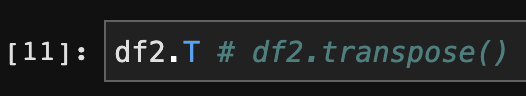 [11]: df2.T # df2.transpose()